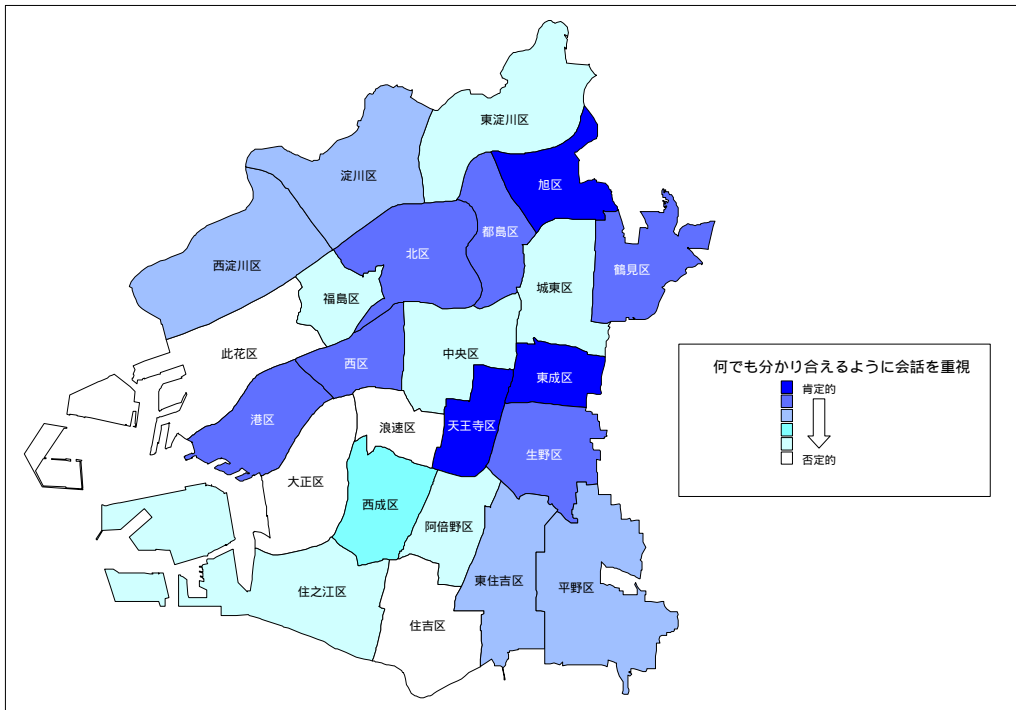 東淀川区
淀川区
旭区
都島区
北区
西淀川区
鶴見区
城東区
福島区
此花区
中央区
西区
何でも分かり合えるように会話を重視
東成区
肯定的
港区
浪速区
天王寺区
生野区
否定的
大正区
西成区
阿倍野区
東住吉区
平野区
住之江区
住吉区